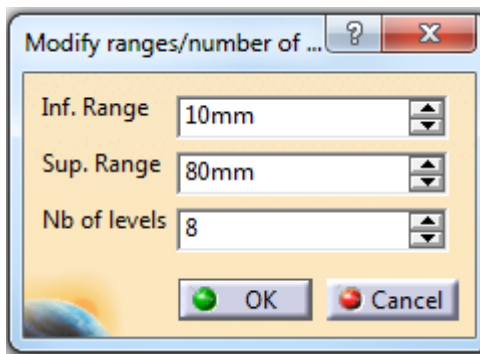 Modify ranges/number of ...
?
Inf. Range 10mm
Sup. Range 80mm
Nb of levels 8
OK Cancel